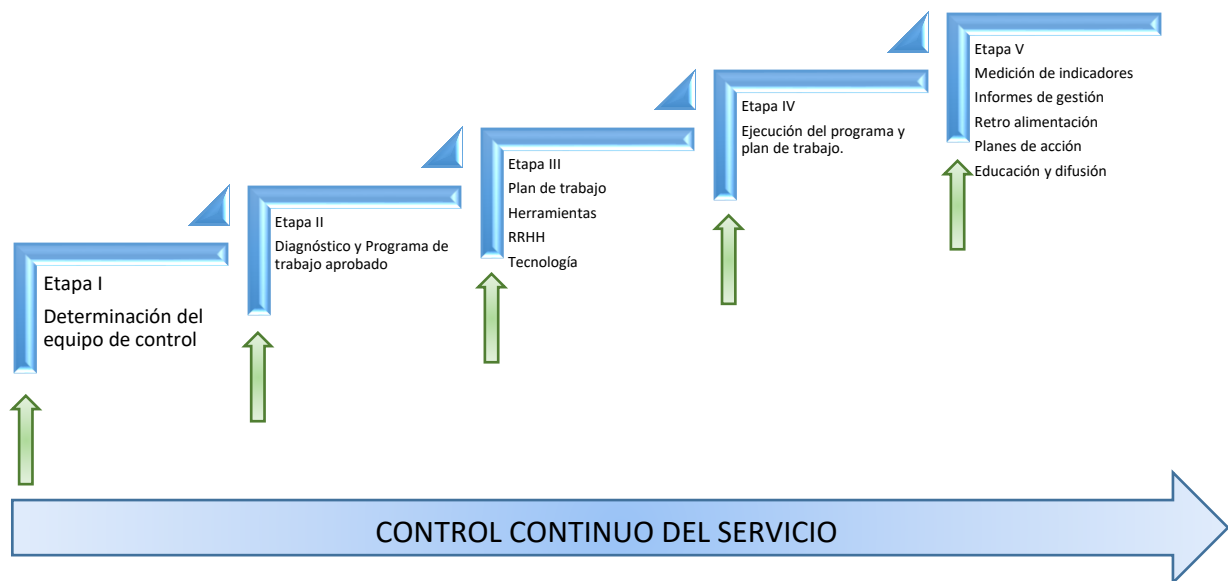 Etapa I
Determinación del
equipo de control
Etapa II
Diagnóstico y Programa de
trabajo aprobado
Etapa III
Plan de trabajo
Herramientas
RRHH
Tecnología
Etapa IV
Ejecución del programa y
plan de trabajo.
Etapa V
Medición de indicadores
Informes de gestión
Retro alimentación
Planes de acción
Educación y difusión
CONTROL CONTINUO DEL SERVICIO